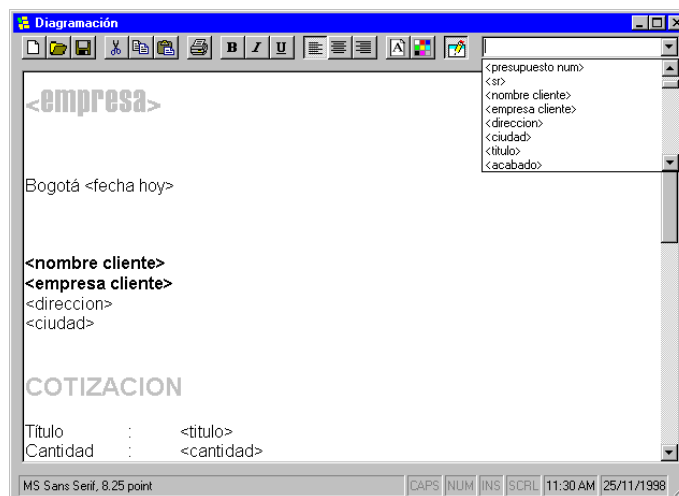 Diagramación
B I U A
<presupuesto num>
<sr>
<nombre cliente>
<empresa cliente>
<direccion>
<ciudad>
<titulo>
<acabado>
<empresa>
Bogotá <fecha hoy>
<nombre cliente>
<empresa cliente>
<direccion>
<ciudad>
COTIZACION
Título : <titulo>
Cantidad : <cantidad>
MS Sans Serif, 8.25 point CAPS NUM INS SCRL 11:30 AM 25/11/1998